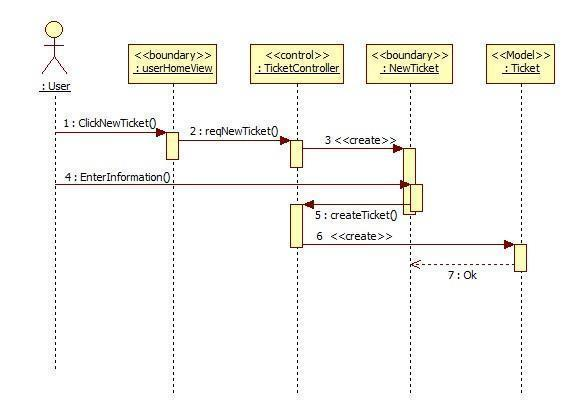 <<boundary>>
: userHomeView
<<control>>
: TicketController
<<boundary>>
: NewTicket
<<Model>>
: Ticket
: User
1 : ClickNewTicket()
2 : reqNewTicket()
3 <<create>>
4 : EnterInformation()
5 : createTicket()
6 <<create>>
7 : Ok